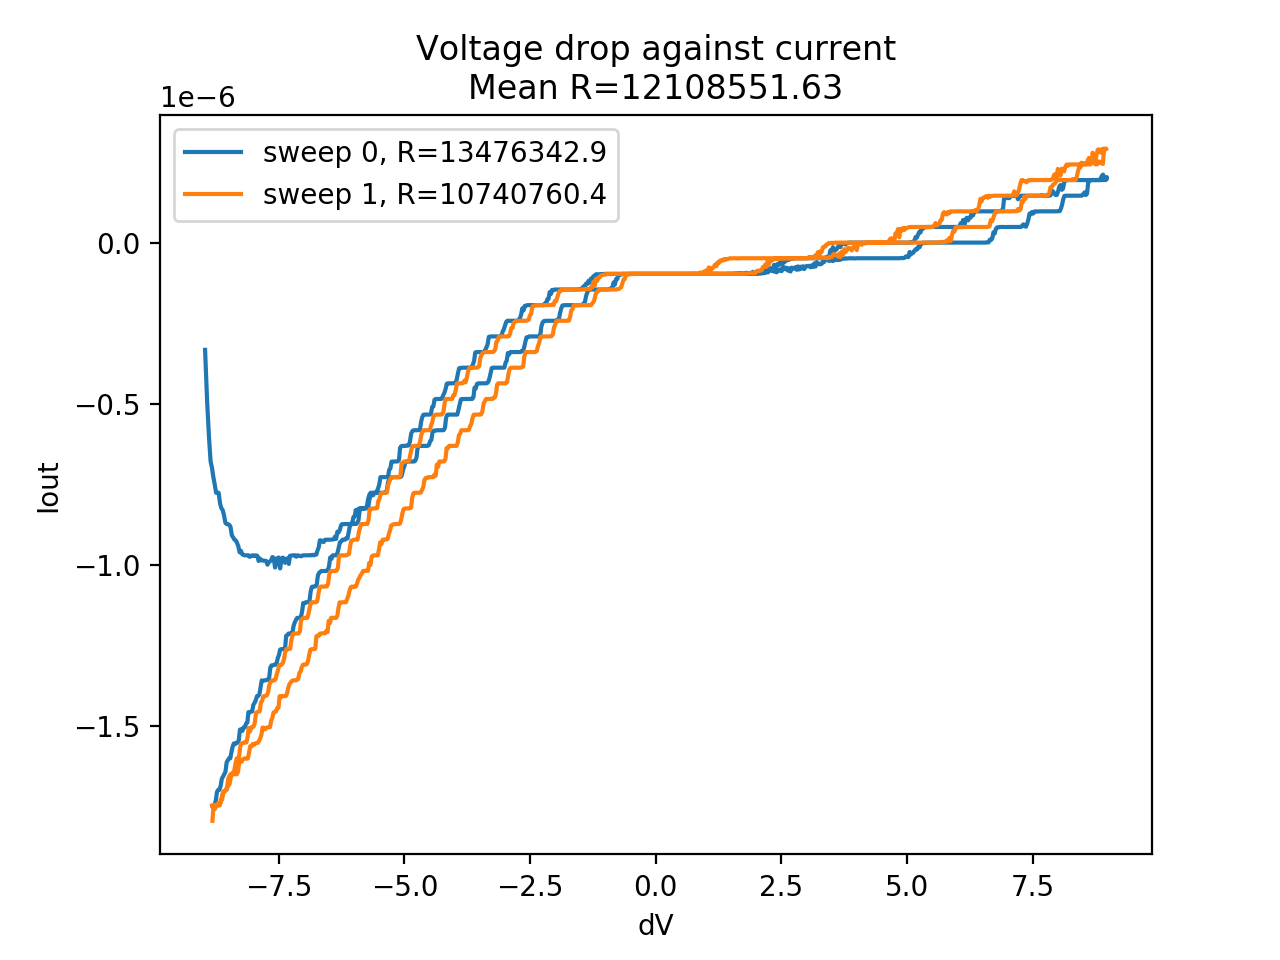 Voltage drop against current
Mean R=12108551.63
1e−6
sweep 0, R=13476342.9
sweep 1, R=10740760.4
0.0
−0.5
−1.0
−1.5
Iout
−7.5 −5.0 −2.5 0.0 2.5 5.0 7.5
dV